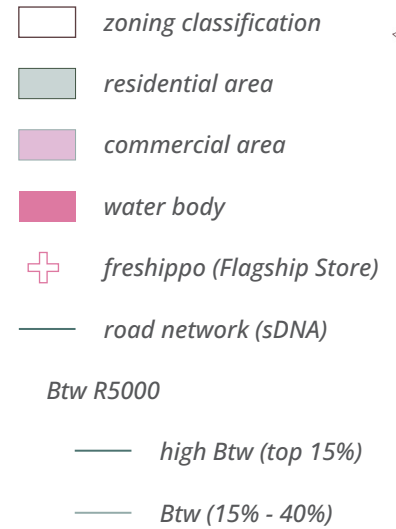 zoning classification
residential area
commercial area
water body
freshippo (Flagship Store)
road network (sDNA)
Btw R5000
high Btw (top 15%)
Btw (15% - 40%)